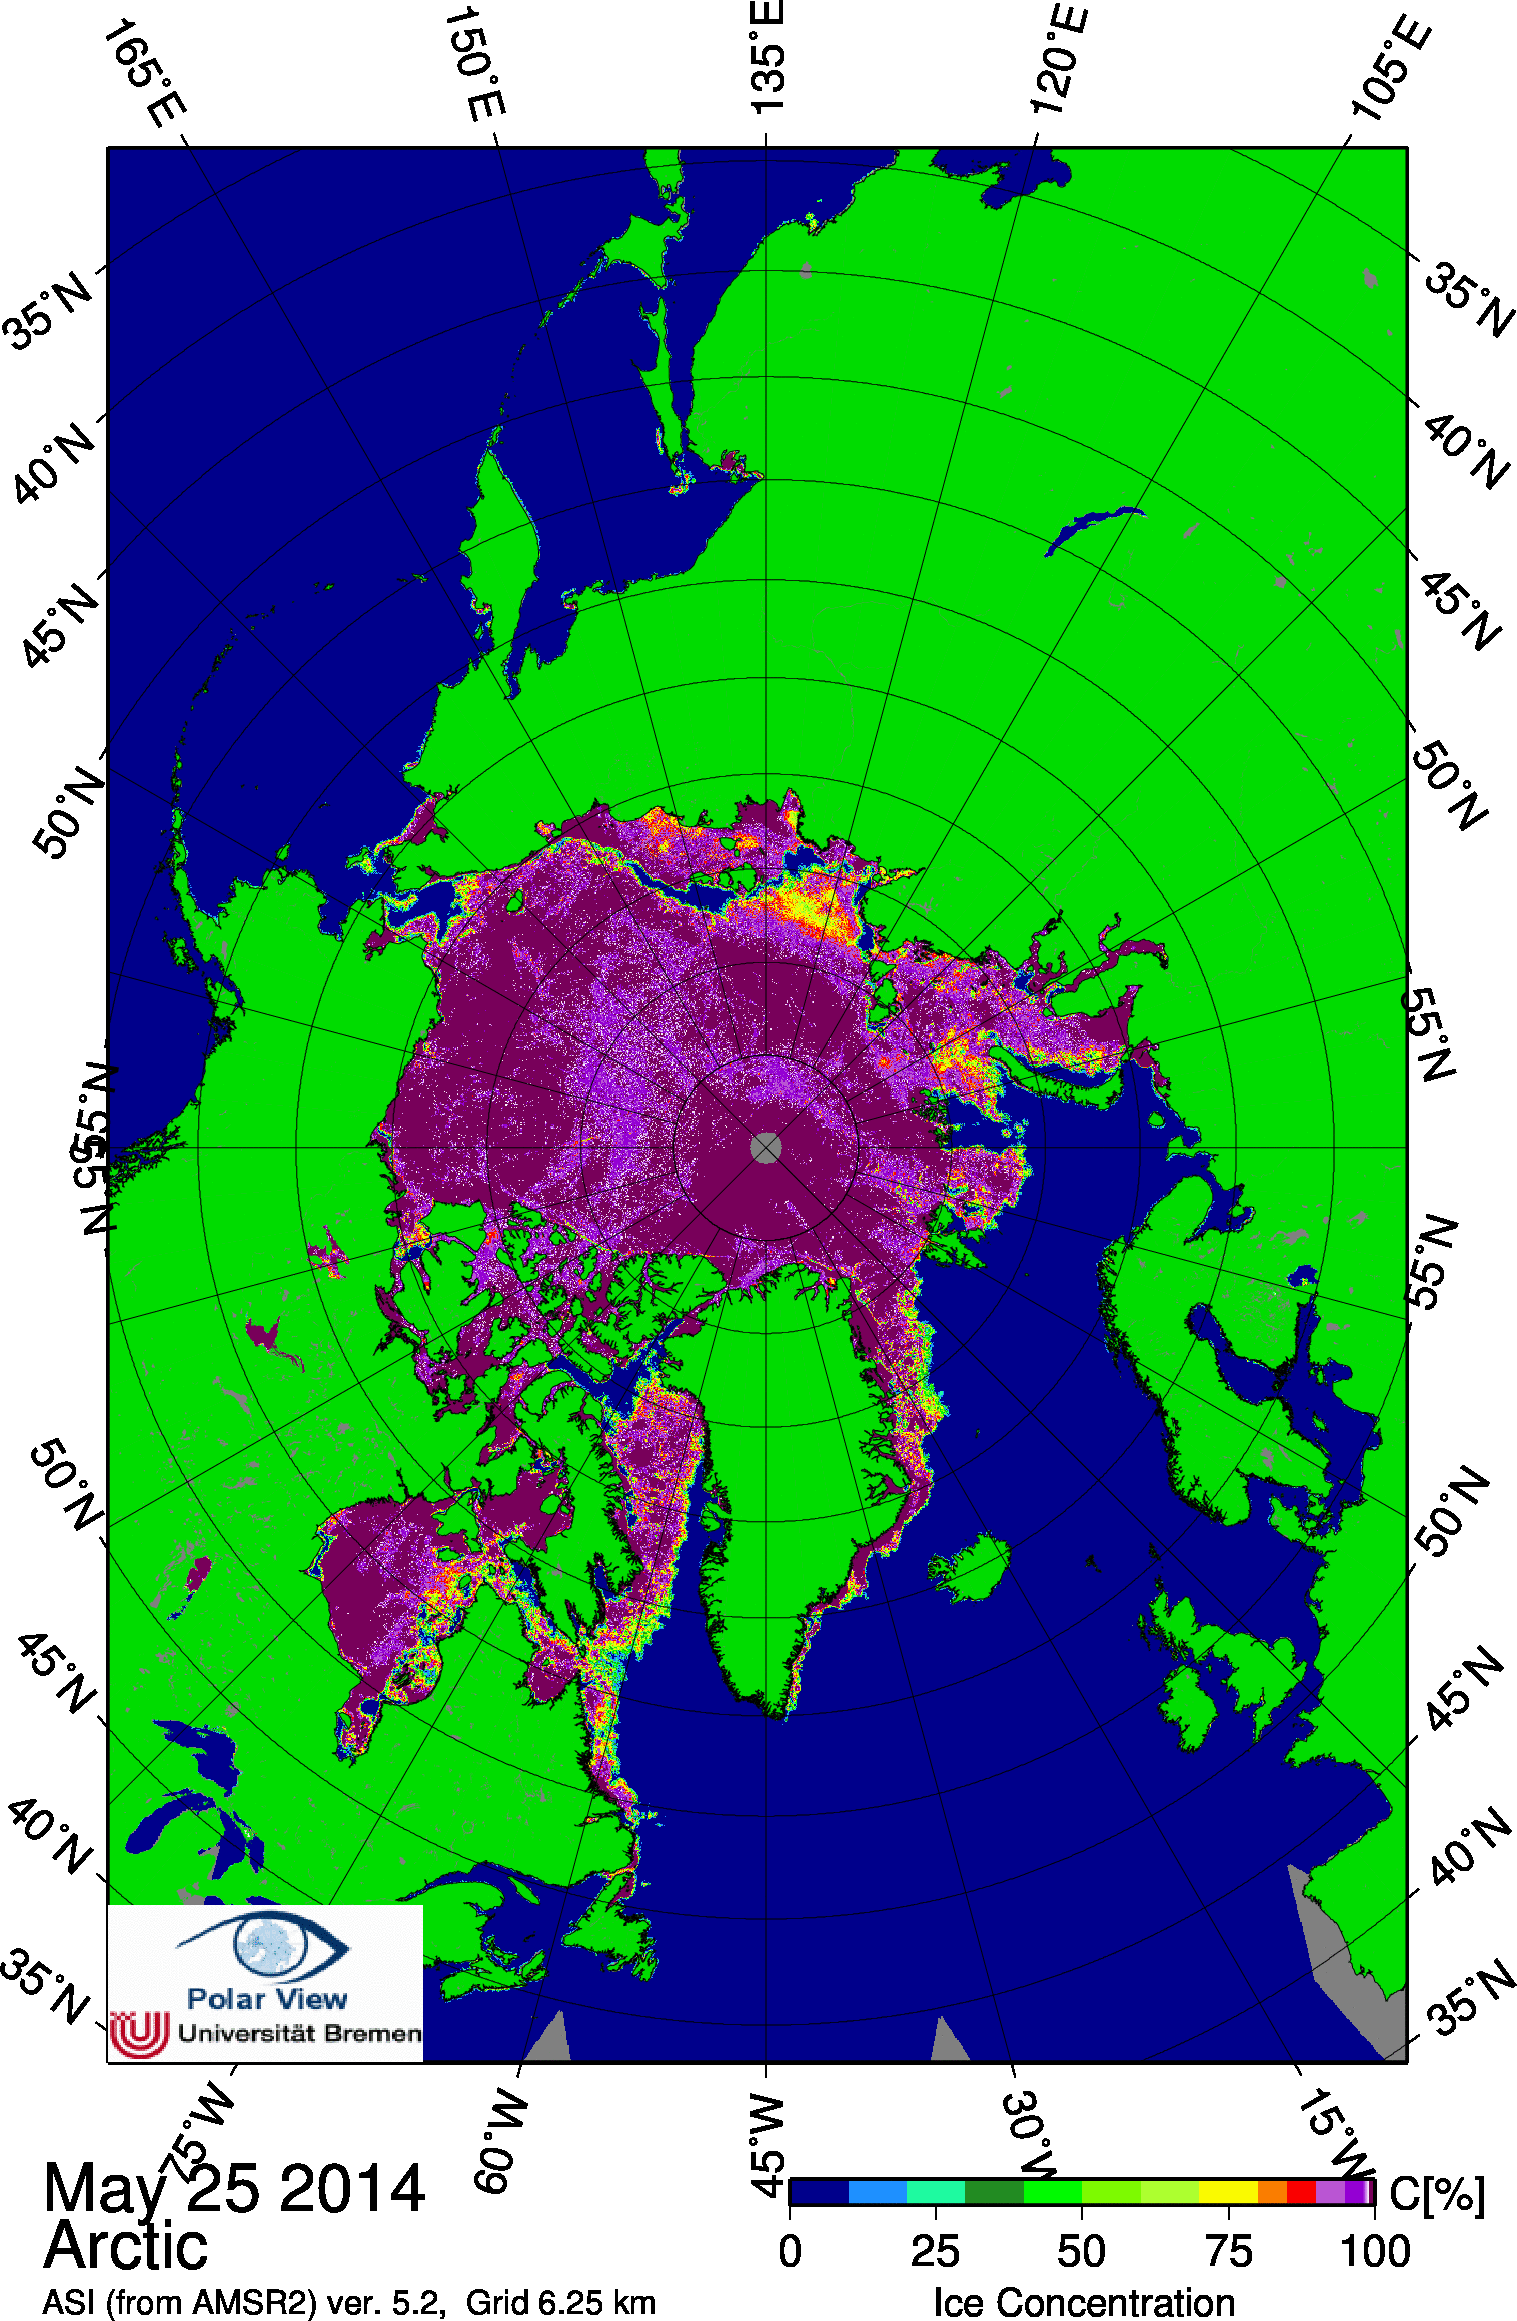 165°E 150°E 135°E 120°E 105°E
35°N 35°N
40°N 40°N
45°N 45°N
50°N 50°N
55°N 55°N
55°N 55°N
50°N 50°N
45°N 45°N
40°N 40°N
35°N 35°N
Polar View
Universität Bremen
75°W 60°W 45°W 30°W 15°W
May 25 2014
Arctic
ASI (from AMSR2) ver. 5.2, Grid 6.25 km
C[%]
0 25 50 75 100
Ice Concentration